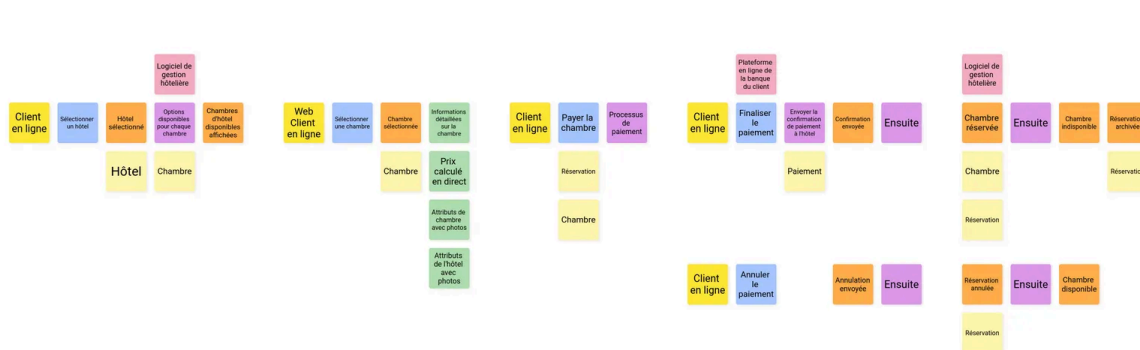 Logiciel de
gestion
hôtelière
Plateforme
en ligne de
la banque
du client
Logiciel de
gestion
hôtelière
Client
en ligne
Sélectionner
un hôtel
Hôtel
sélectionné
Options
disponibles
pour chaque
chambre
Chambres
d'hôtel
disponibles
affichées
Web
Client
en ligne
Sélectionner
une chambre
Chambre
sélectionnée
Informations
détaillées
sur la
chambre
Client
en ligne
Payer la
chambre
Processus
de
paiement
Client
en ligne
Finaliser
le
paiement
Envoyer la
confirmation
de paiement
à l'hôtel
Confirmation
envoyée
Ensuite
Chambre
réservée
Ensuite
Chambre
indisponible
Réservation
archivée
Hôtel
Chambre
Chambre
Prix
calculé
en direct
Réservation
Paiement
Chambre
Réservation
Attributs de
chambre
avec photos
Chambre
Réservation
Attributs
de l'hôtel
avec
photos
Client
en ligne
Annuler
le
paiement
Annulation
envoyée
Ensuite
Réservation
annulée
Ensuite
Chambre
disponible
Réservation